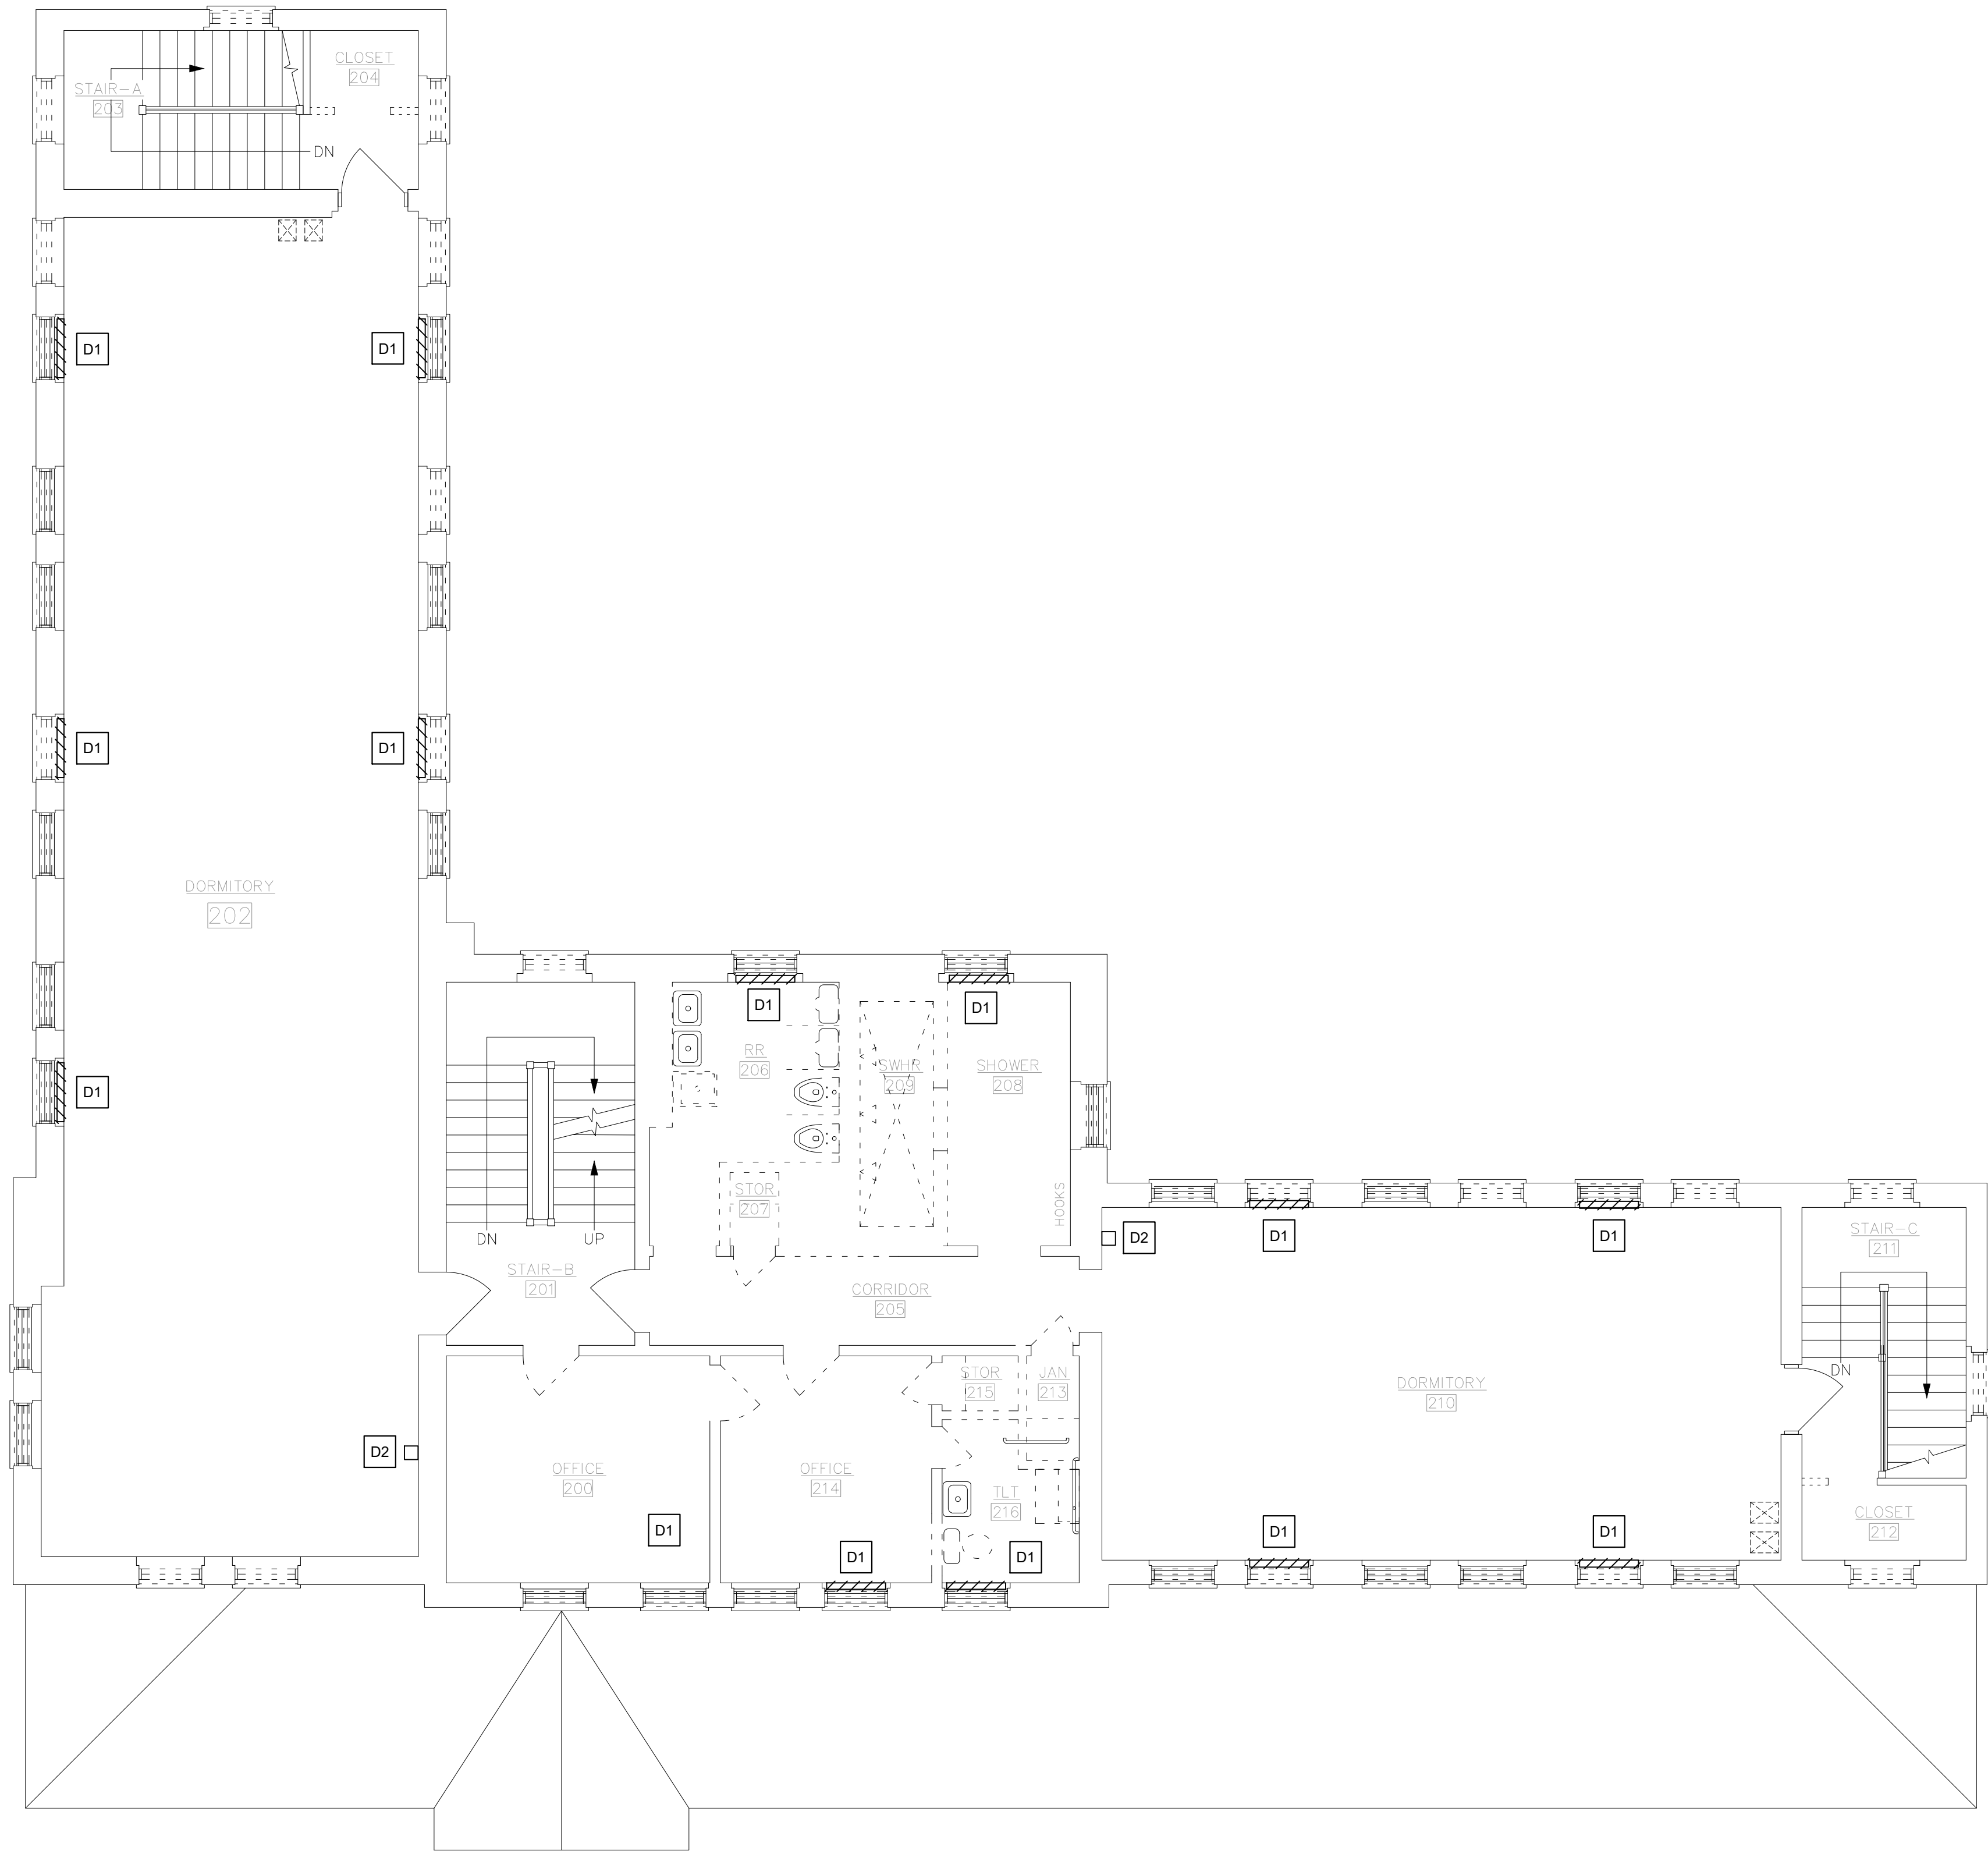 CLOSET
204
STAIR-A
203
DN
D1
D1
D1
D1
DORMITORY
202
D1
D1
D1
RR
206
SWHR
209
SHOWER
208
STOR
207
HOOKS
DN
UP
STAIR-B
201
CORRIDOR
205
D2
D1
D1
STAIR-C
211
DN
STOR
215
JAN
213
DORMITORY
210
D2
OFFICE
200
OFFICE
214
TLT
216
CLOSET
212
D1
D1
D1
D1
D1